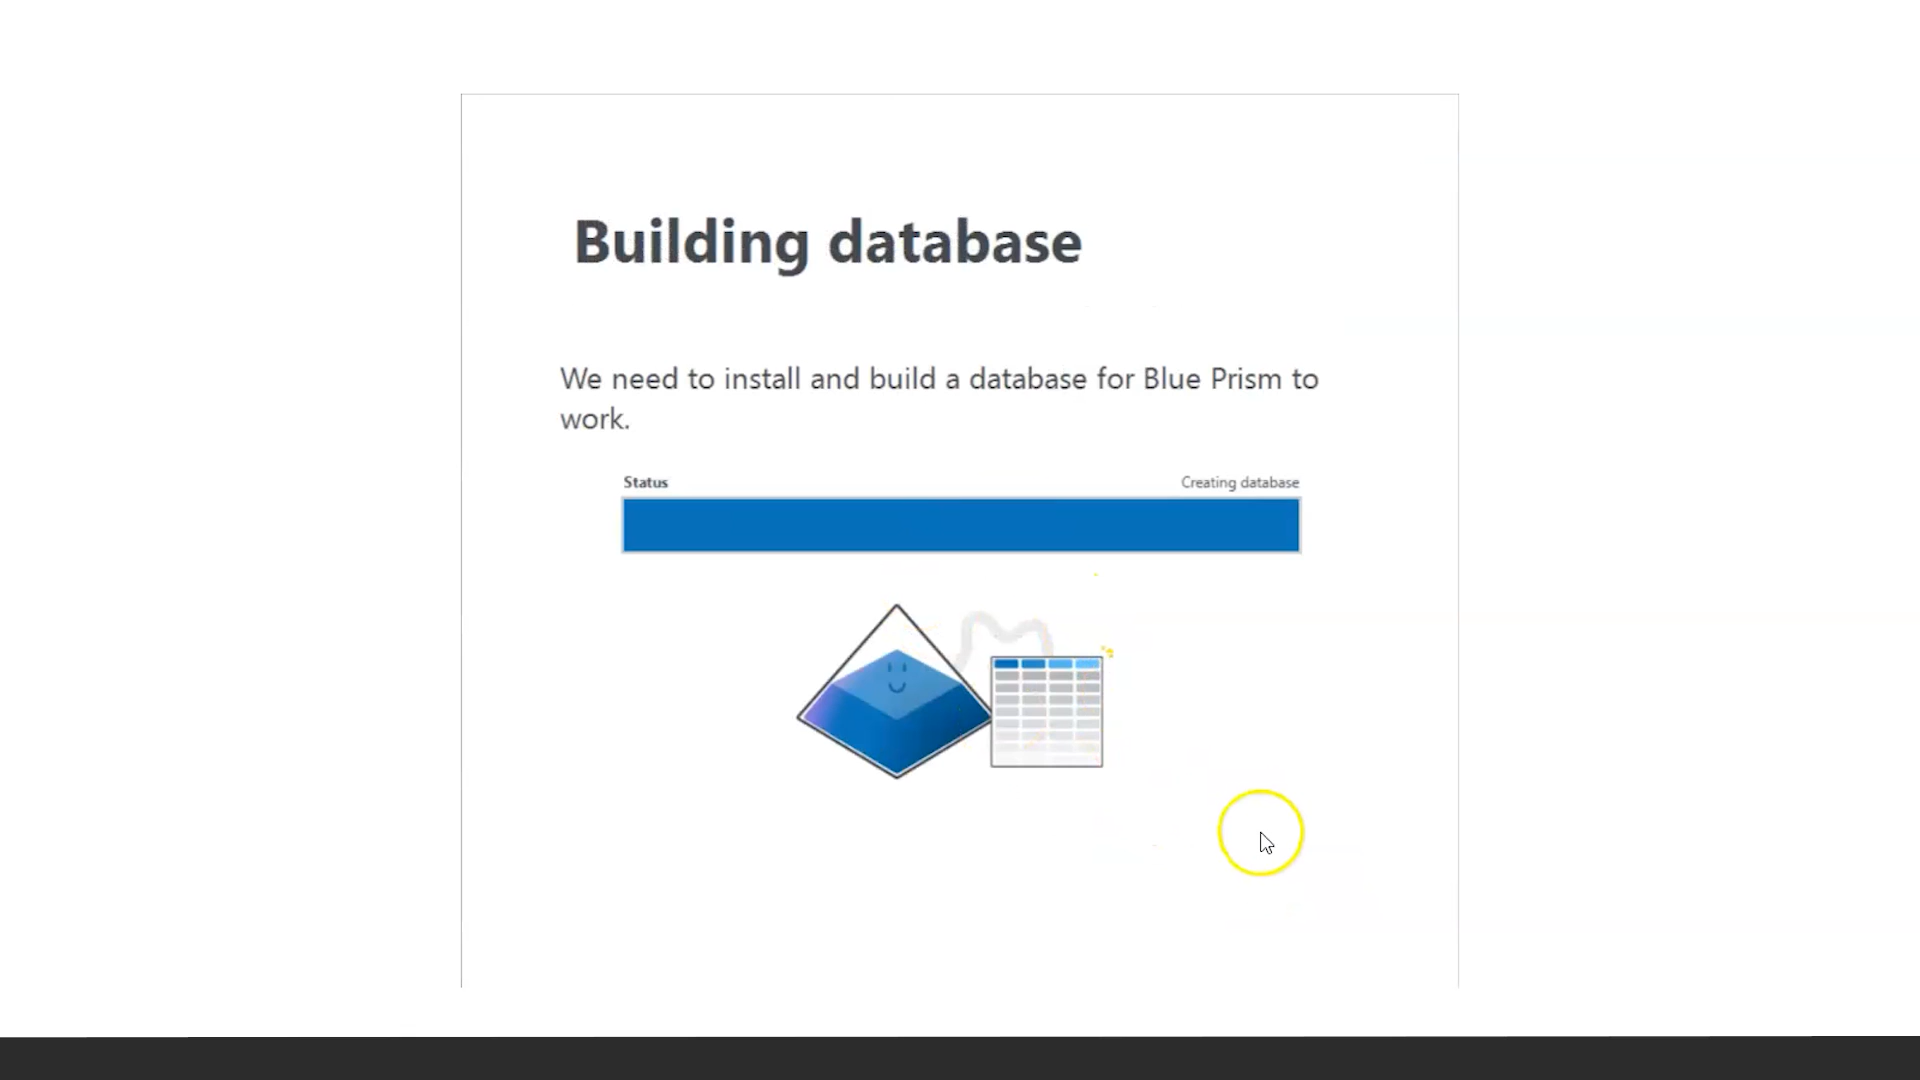 Building database
We need to install and build a database for Blue Prism to
work.
Status
Creating database